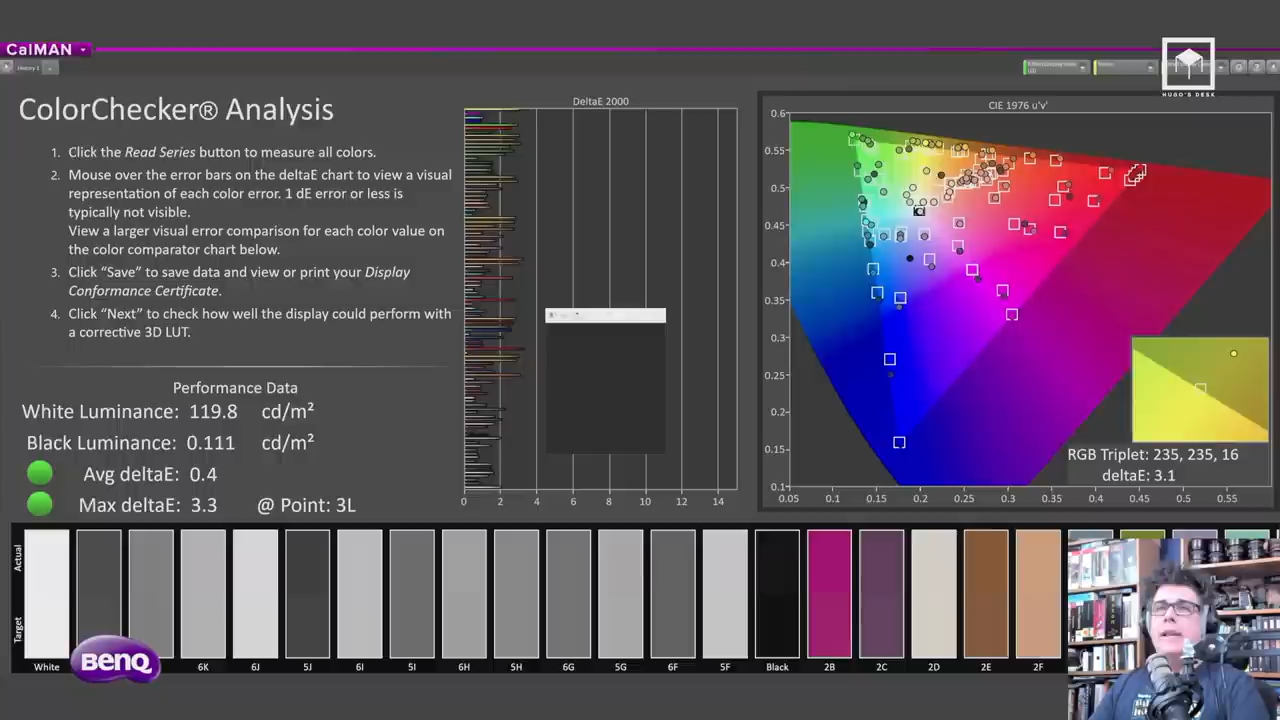 CalMAN
History 1
HUGO'S DESK
ColorChecker® Analysis
1. Click the Read Series button to measure all colors.
2. Mouse over the error bars on the deltaE chart to view a visual
representation of each color error. 1 dE error or less is
typically not visible.
View a larger visual error comparison for each color value on
the color comparator chart below.
3. Click “Save” to save data and view or print your Display
Conformance Certificate.
4. Click “Next” to check how well the display could perform with
a corrective 3D LUT.
Performance Data
White Luminance: 119.8 cd/m²
Black Luminance: 0.111 cd/m²
Avg deltaE: 0.4
Max deltaE: 3.3 @ Point: 3L
DeltaE 2000
0 2 4 6 8 10 12 14
CIE 1976 u'v'
0.6
0.55
0.5
0.45
0.4
0.35
0.3
0.25
0.2
0.15
0.1
0.05 0.1 0.15 0.2 0.25 0.3 0.35 0.4 0.45 0.5 0.55
RGB Triplet: 235, 235, 16
deltaE: 3.1
Actual
Target
White 6K 6J 5J 6I 5I 6H 5H 6G 5G 6F 5F Black 2B 2C 2D 2E 2F
BenQ